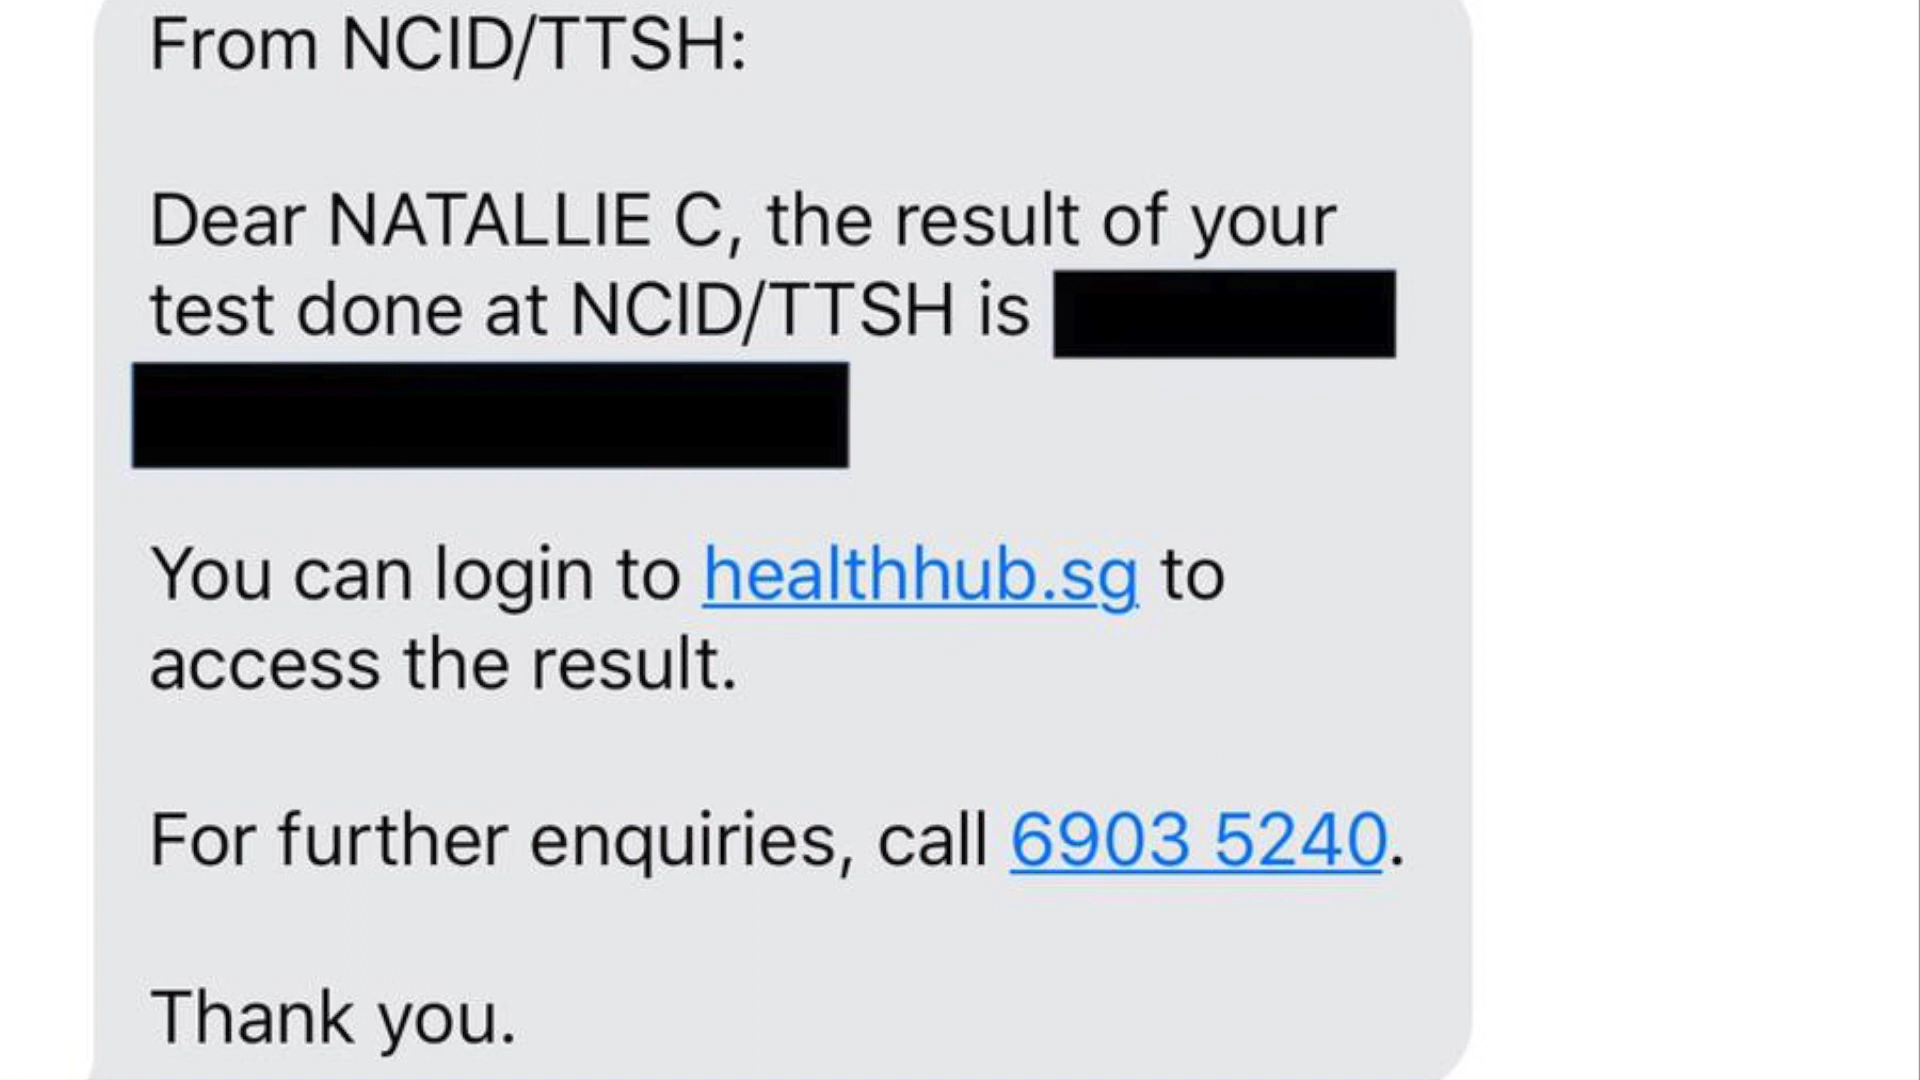 From NCID/TTSH:
Dear NATALLIE C, the result of your
test done at NCID/TTSH is
You can login to healthhub.sg to
access the result.
For further enquiries, call 6903 5240.
Thank you.